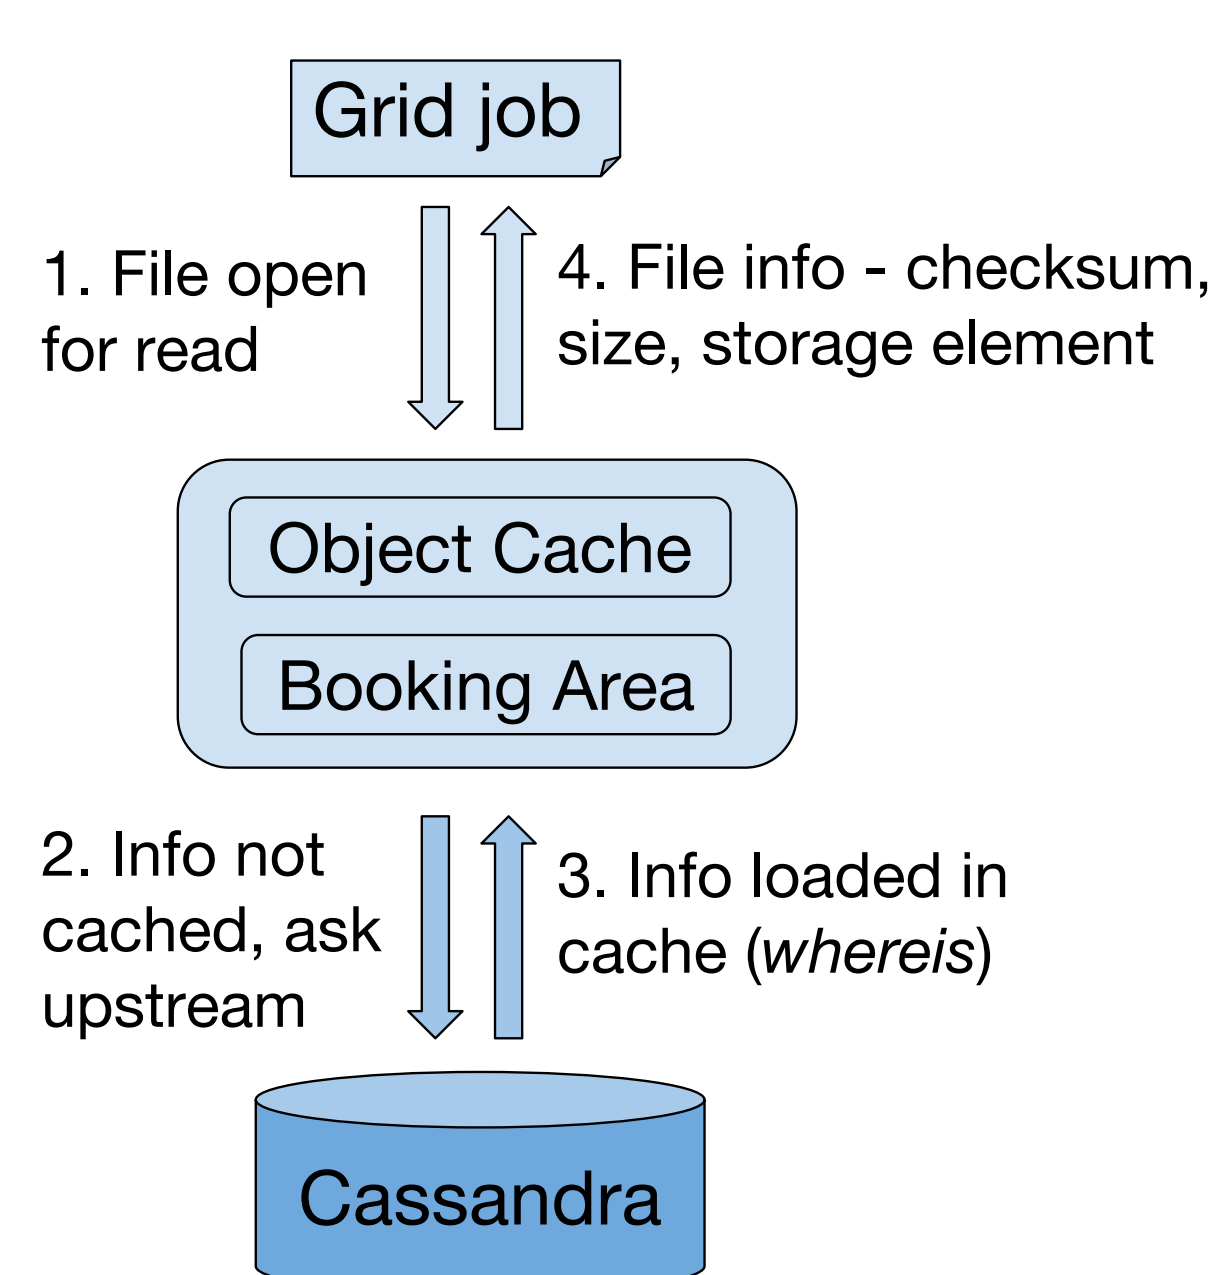 Grid job
1. File open
for read
4. File info - checksum,
size, storage element
Object Cache
Booking Area
2. Info not
cached, ask
upstream
3. Info loaded in
cache (whereis)
Cassandra